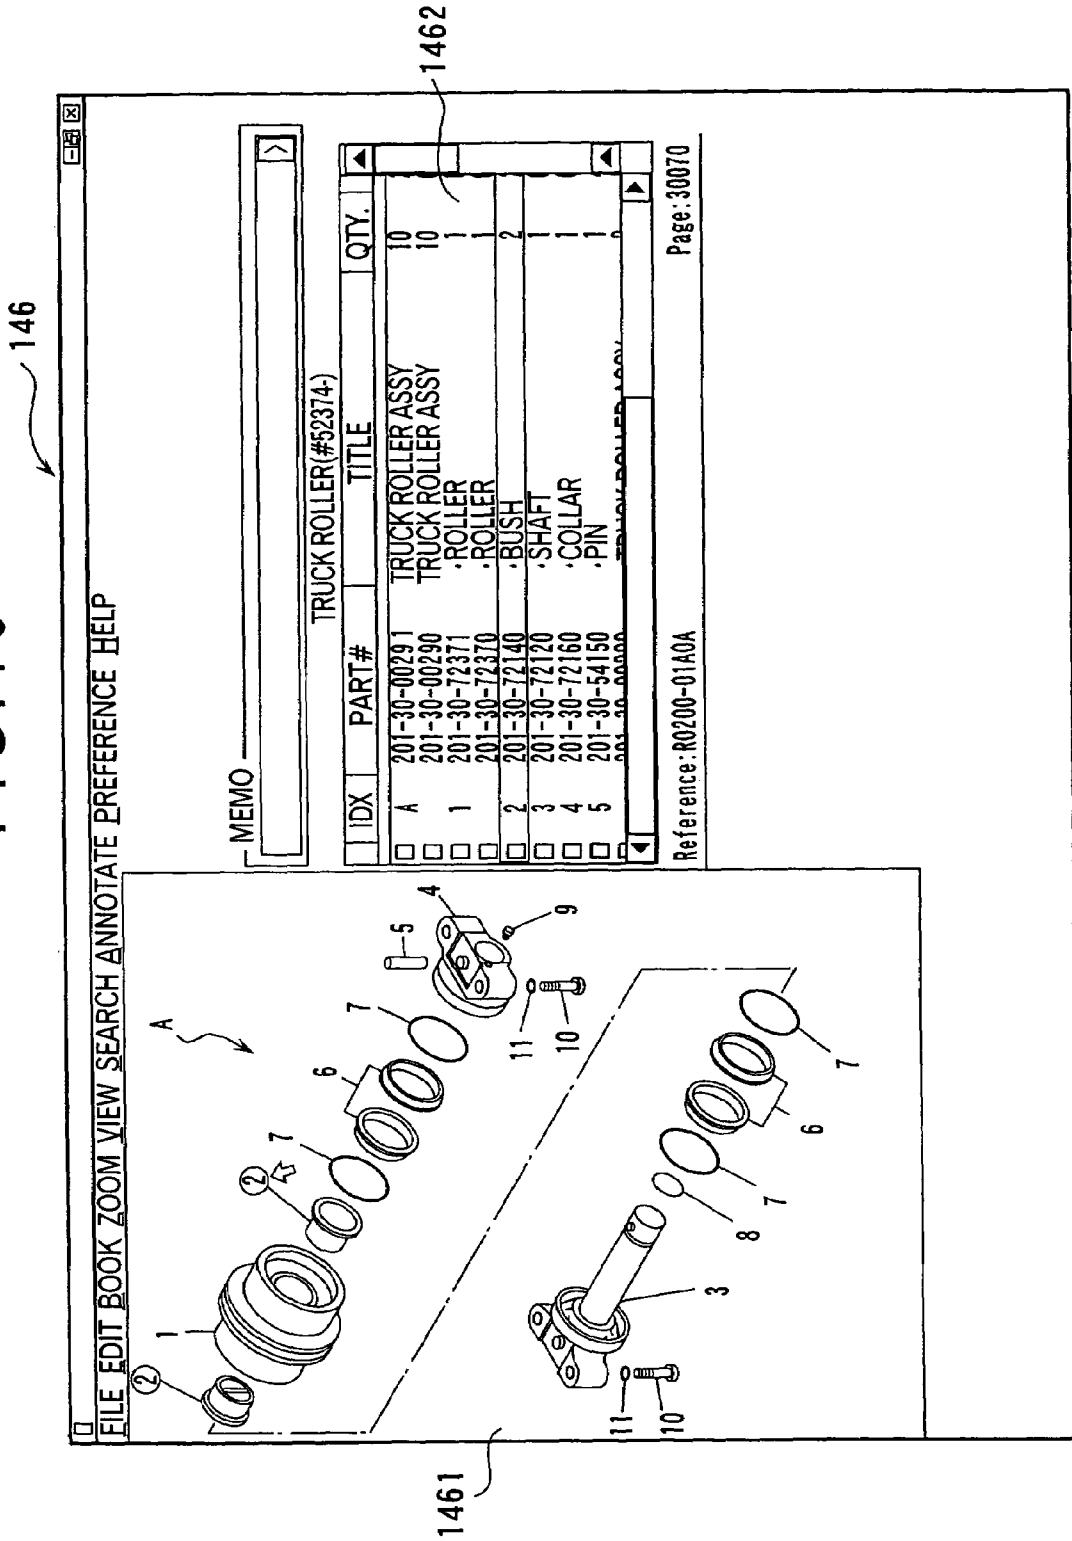 146
FILE EDIT BOOK ZOOM VIEW SEARCH ANNOTATE PREFERENCE HELP
MEMO
TRUCK ROLLER(#52374-)
IDX PART# TITLE QTY.
A 201-30-00291 TRUCK ROLLER ASSY 10
201-30-00290 TRUCK ROLLER ASSY 10
1 201-30-72371 ·ROLLER 1
201-30-72370 ·ROLLER 1
2 201-30-72140 ·BUSH 2
3 201-30-72120 ·SHAFT 1
4 201-30-72160 ·COLLAR 1
5 201-30-54150 ·PIN 1
TRUCK ROLLER ASSY
Reference:R0200-01A0A Page:30070
1462
1461
A
2
1
2
7
6
7
5
4
9
11
10
11
10
3
8
7
6
7